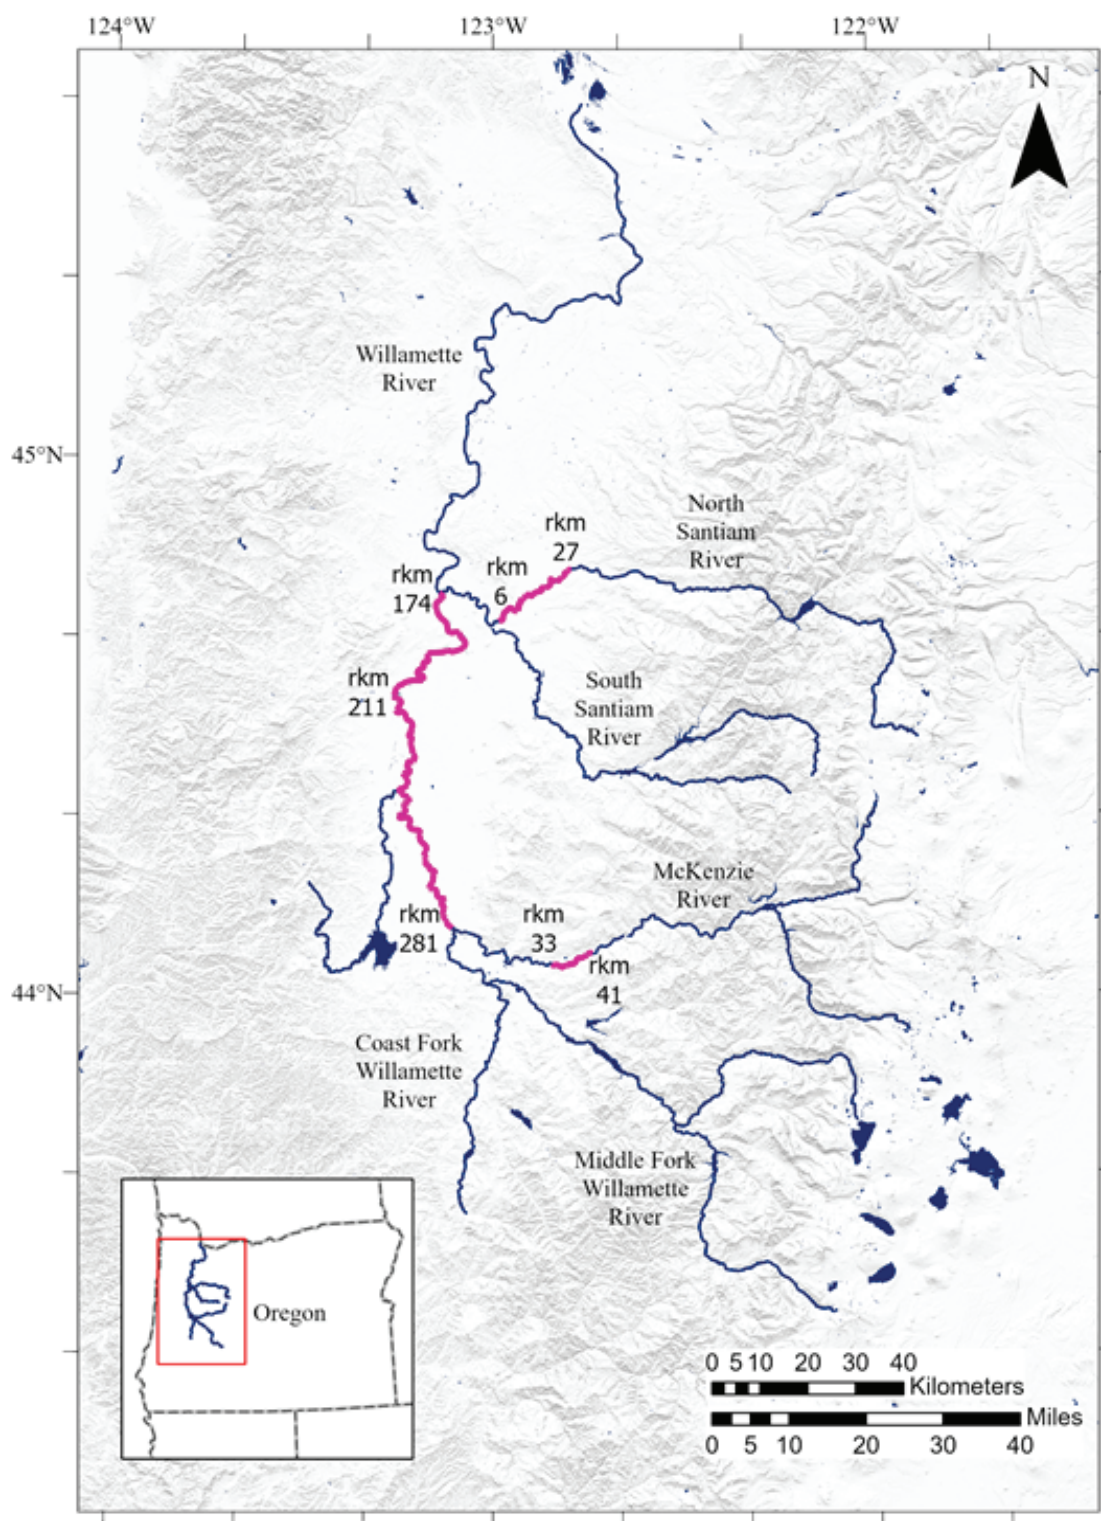 124°W
123°W
122°W
N
Willamette
River
45°N
North
Santiam
River
rkm
27
rkm
6
rkm
174
rkm
211
South
Santiam
River
McKenzie
River
rkm
281
rkm
33
rkm
41
44°N
Coast Fork
Willamette
River
Middle Fork
Willamette
River
Oregon
0 5 10 20 30 40
Kilometers
Miles
0 5 10 20 30 40